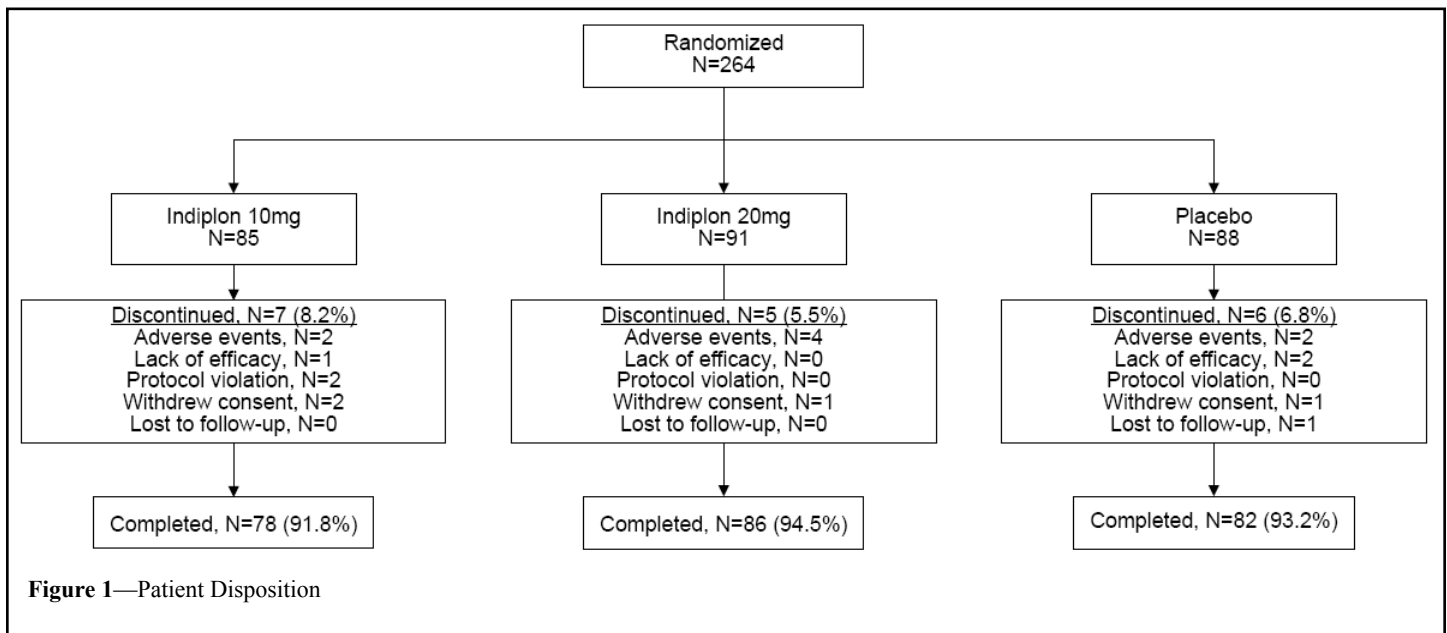 Randomized
N=264
Indiplon 10mg
N=85
Indiplon 20mg
N=91
Placebo
N=88
Discontinued, N=7 (8.2%)
Adverse events, N=2
Lack of efficacy, N=1
Protocol violation, N=2
Withdrew consent, N=2
Lost to follow-up, N=0
Discontinued, N=5 (5.5%)
Adverse events, N=4
Lack of efficacy, N=0
Protocol violation, N=0
Withdrew consent, N=1
Lost to follow-up, N=0
Discontinued, N=6 (6.8%)
Adverse events, N=2
Lack of efficacy, N=2
Protocol violation, N=0
Withdrew consent, N=1
Lost to follow-up, N=1
Completed, N=78 (91.8%)
Completed, N=86 (94.5%)
Completed, N=82 (93.2%)
Figure 1—Patient Disposition